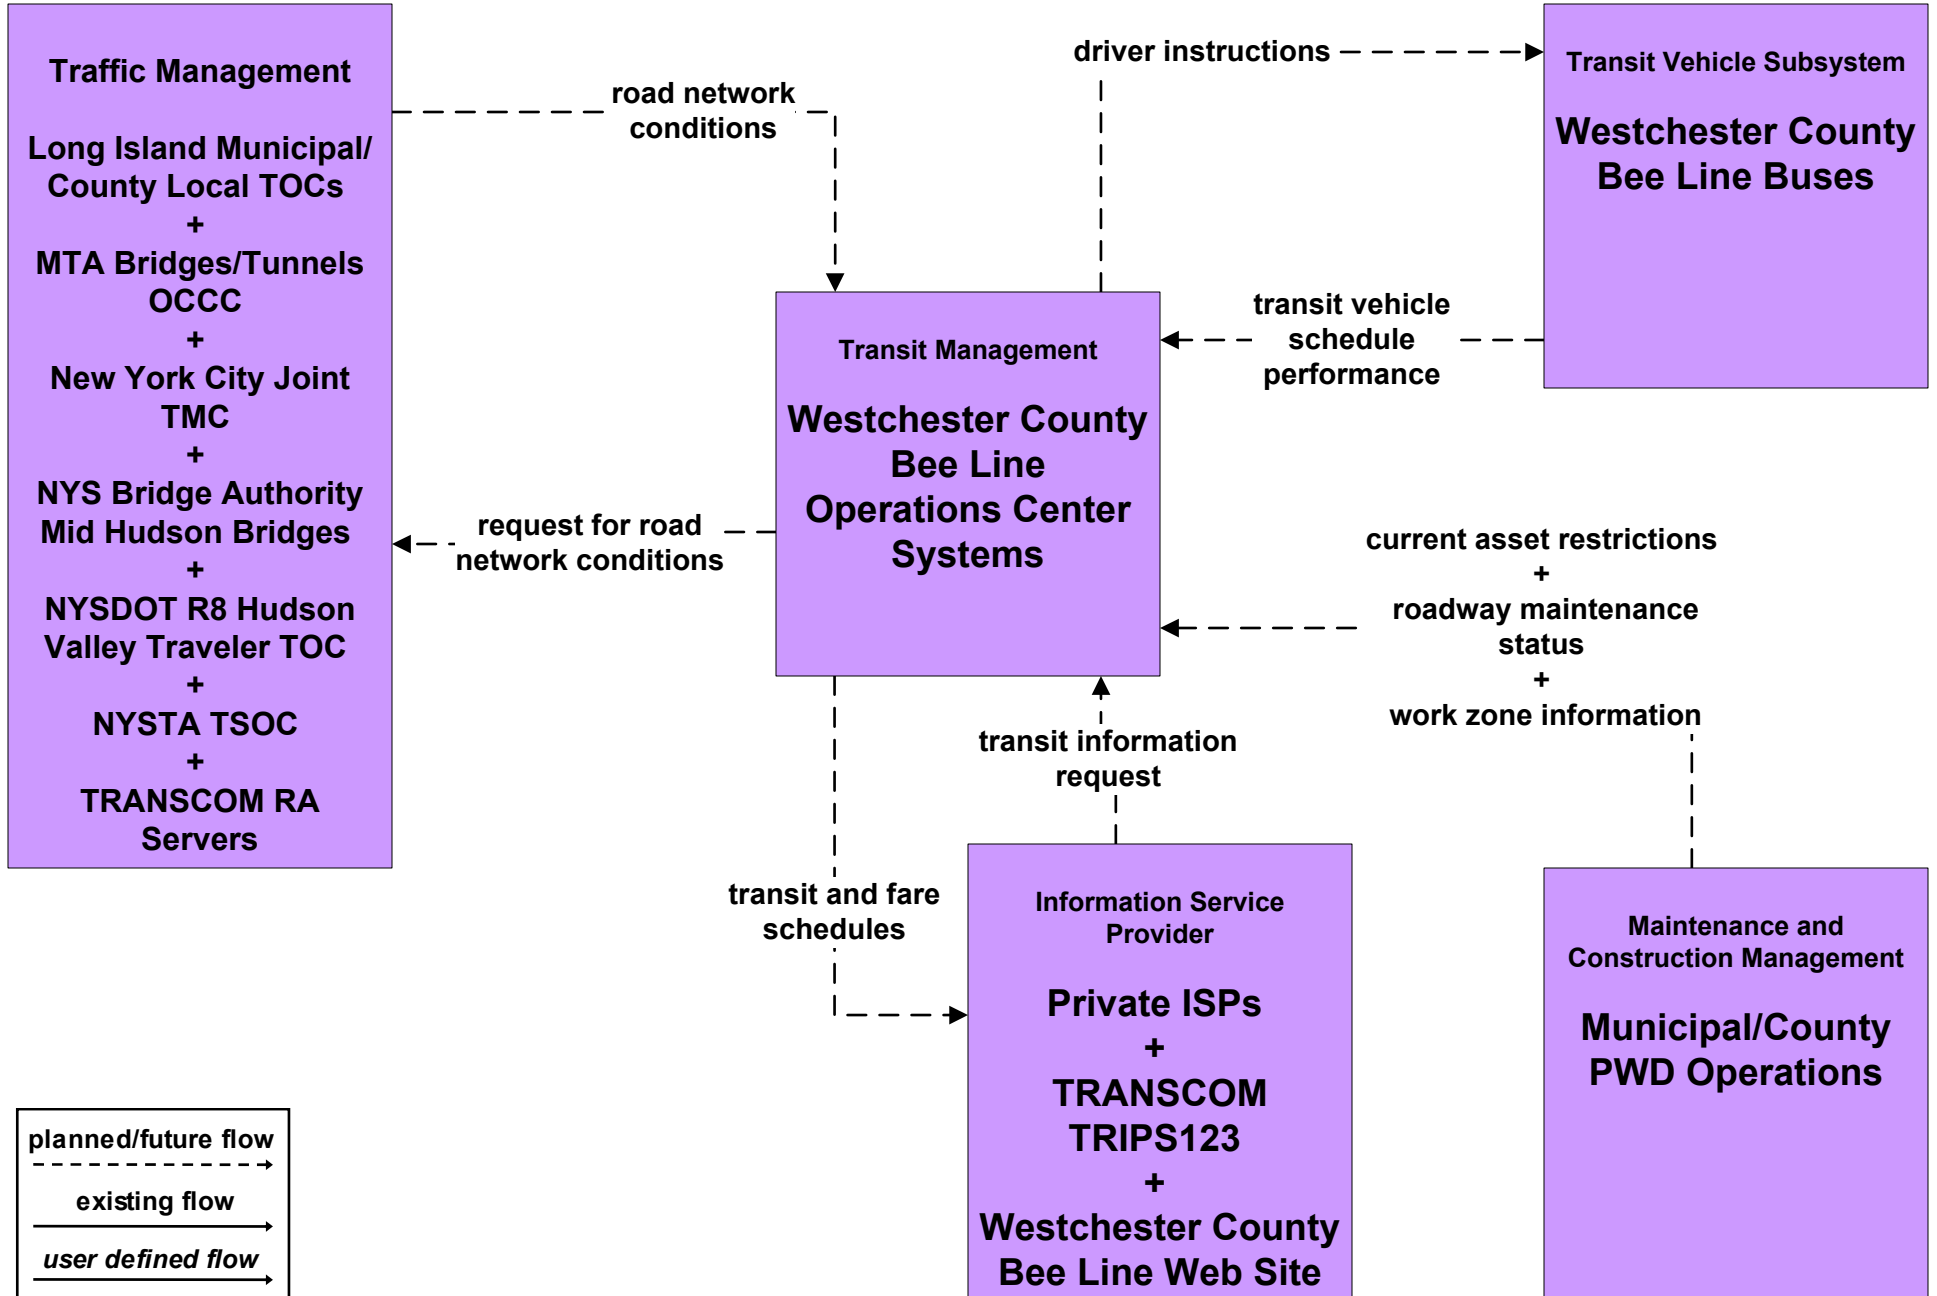 Traffic Management
Long Island Municipal/
County Local TOCs
+
MTA Bridges/Tunnels
OCCC
+
New York City Joint
TMC
+
NYS Bridge Authority
Mid Hudson Bridges
+
NYSDOT R8 Hudson
Valley Traveler TOC
+
NYSTA TSOC
+
TRANSCOM RA
Servers
road network
conditions
driver instructions
Transit Vehicle Subsystem
Westchester County
Bee Line Buses
transit vehicle
schedule
performance
Transit Management
Westchester County
Bee Line
Operations Center
Systems
request for road
network conditions
current asset restrictions
+
roadway maintenance
status
+
work zone information
transit information
request
transit and fare
schedules
Information Service
Provider
Private ISPs
+
TRANSCOM
TRIPS123
+
Westchester County
Bee Line Web Site
Maintenance and
Construction Management
Municipal/County
PWD Operations
planned/future flow
existing flow
user defined flow